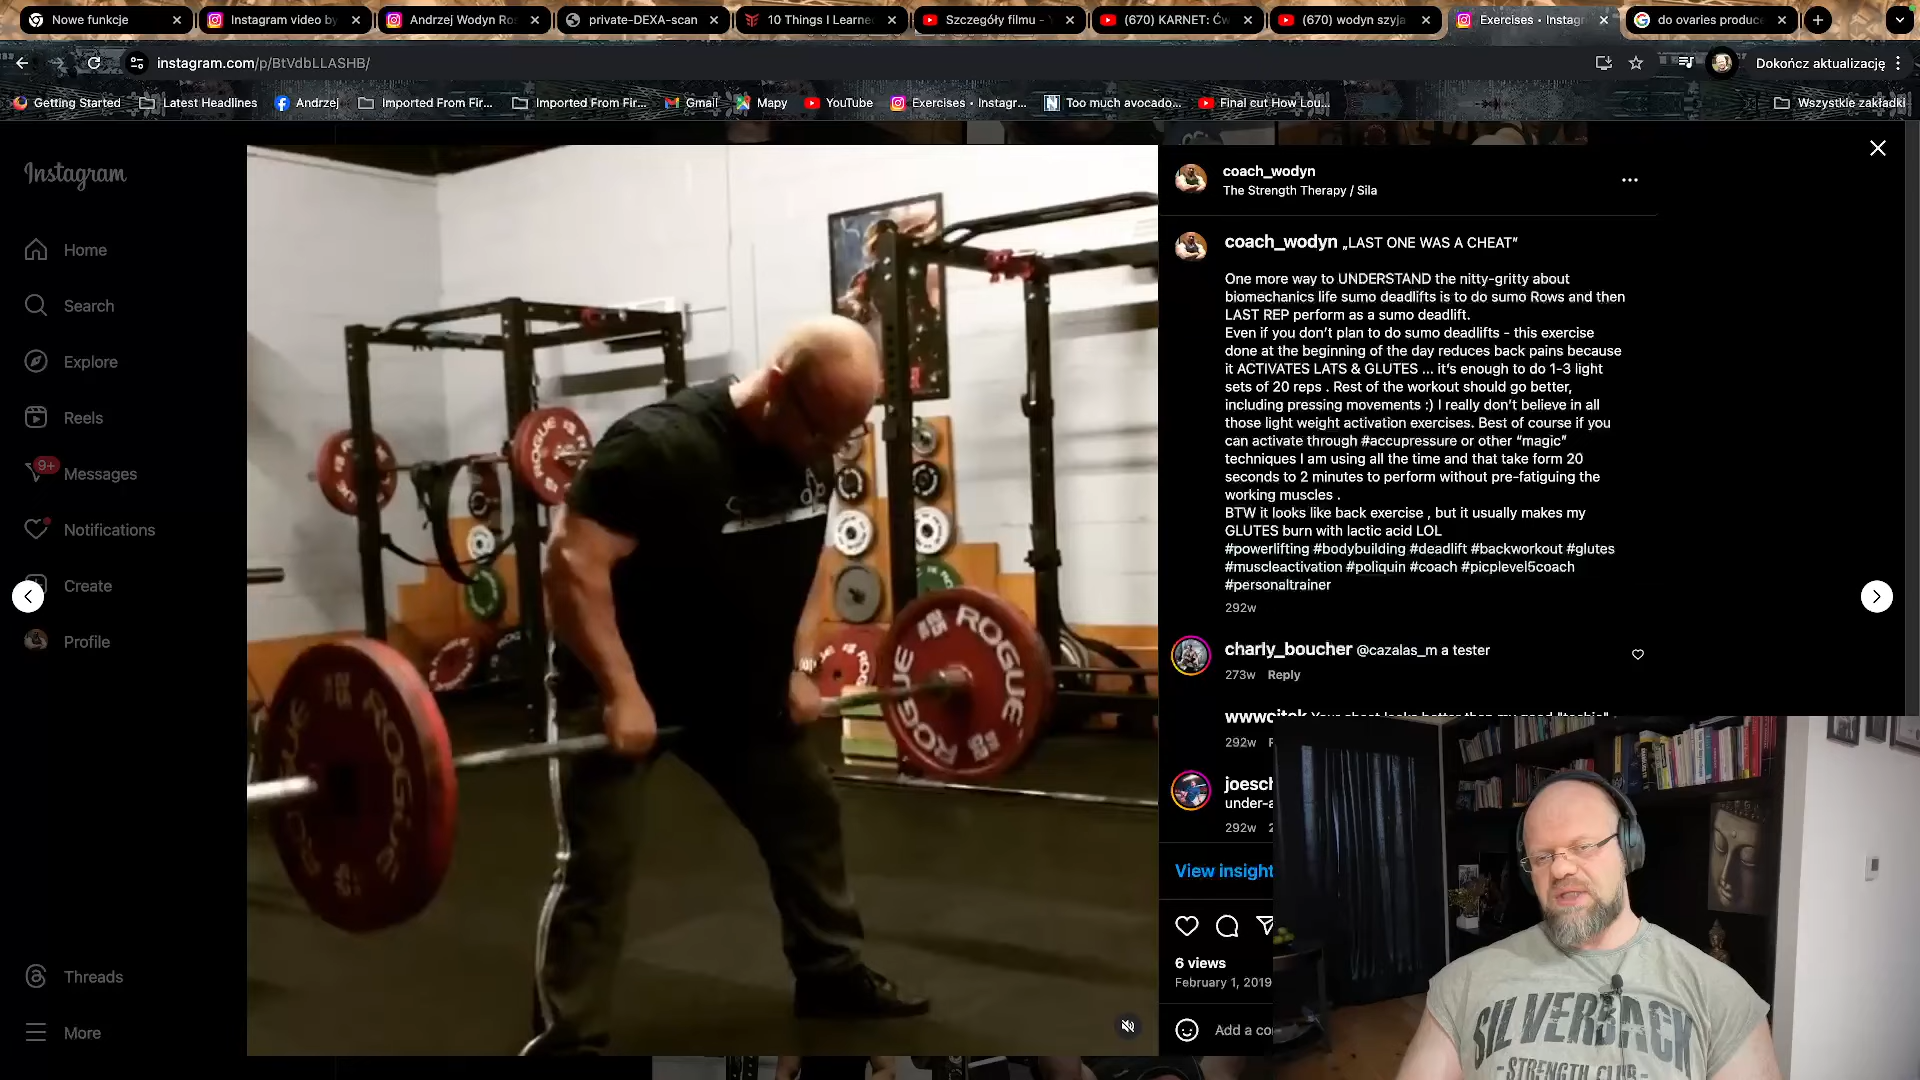 Nowe funkcje
Instagram video by
Andrzej Wodyn Ro
private-DEXA-scan
10 Things I Learne
Szczegóły filmu - Y
(670) KARNET: Ćw
(670) wodyn szyja
Exercises • Instagr
do ovaries produc
instagram.com/p/BtVdbLLASHB/
Dokończ aktualizację
Getting Started
Latest Headlines
Andrzej
Imported From Fir...
Imported From Fir...
Gmail
Mapy
YouTube
Exercises • Instagr...
Too much avocado...
Final cut How Lou...
Wszystkie zakładki
Instagram
Home
Search
Explore
Reels
9+
Messages
Notifications
Create
Profile
Threads
More
ROGUE
ROGUE
ROGUE
ROGUE
coach_wodyn
The Strength Therapy / Sila
coach_wodyn „LAST ONE WAS A CHEAT”
One more way to UNDERSTAND the nitty-gritty about
biomechanics life sumo deadlifts is to do sumo Rows and then
LAST REP perform as a sumo deadlift.
Even if you don’t plan to do sumo deadlifts - this exercise
done at the beginning of the day reduces back pains because
it ACTIVATES LATS & GLUTES ... it’s enough to do 1-3 light
sets of 20 reps . Rest of the workout should go better,
including pressing movements :) I really don’t believe in all
those light weight activation exercises. Best of course if you
can activate through #accupressure or other “magic”
techniques I am using all the time and that take form 20
seconds to 2 minutes to perform without pre-fatiguing the
working muscles .
BTW it looks like back exercise , but it usually makes my
GLUTES burn with lactic acid LOL
#powerlifting #bodybuilding #deadlift #backworkout #glutes
#muscleactivation #poliquin #coach #picplevel5coach
#personaltrainer
292w
charly_boucher @cazalas_m a tester
273w Reply
292w
joesch
under-a
292w
View insight
6 views
February 1, 2019
Add a co
SILVERBACK
- STRENGTH CLUB -